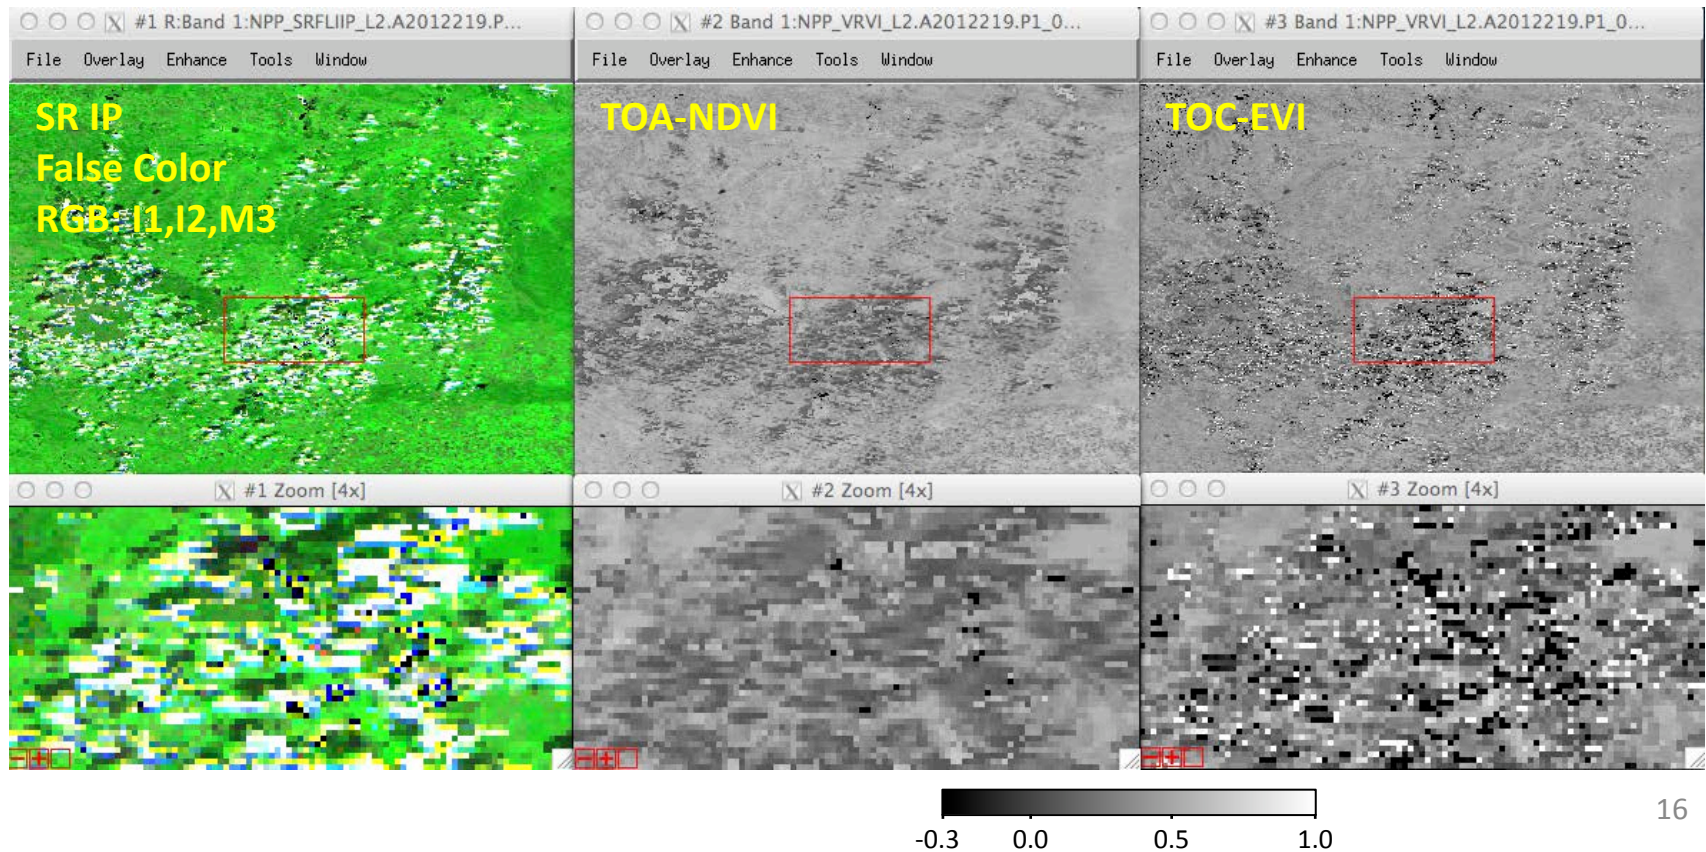 #1 R:Band 1:NPP_SRFLIIP_L2.A2012219.P...
File Overlay Enhance Tools Window
SR IP
False Color
RGB: I1,I2,M3
#1 Zoom [4x]
#2 Band 1:NPP_VRVI_L2.A2012219.P1_0...
File Overlay Enhance Tools Window
TOA-NDVI
#2 Zoom [4x]
#3 Band 1:NPP_VRVI_L2.A2012219.P1_0...
File Overlay Enhance Tools Window
TOC-EVI
#3 Zoom [4x]
-0.3 0.0 0.5 1.0
16